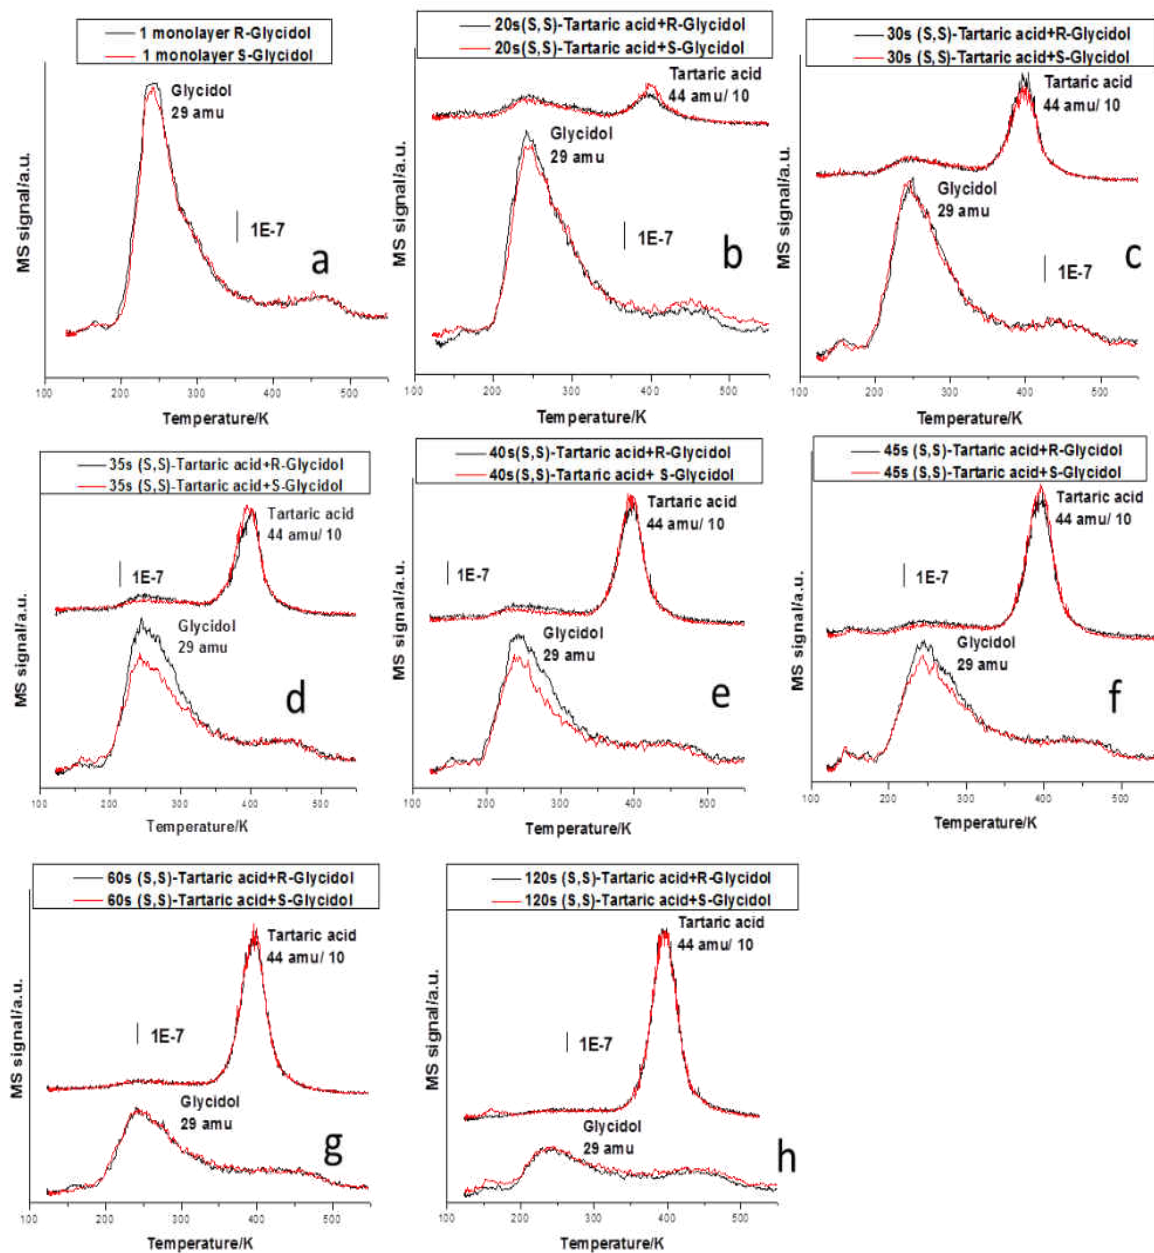 1 monolayer R-Glycidol
1 monolayer S-Glycidol
Glycidol
29 amu
1E-7
a
MS signal/a.u.
100 200 300 400 500
Temperature/K
20s(S,S)-Tartaric acid+R-Glycidol
20s(S,S)-Tartaric acid+S-Glycidol
Tartaric acid
44 amu/ 10
Glycidol
29 amu
1E-7
b
MS signal/a.u.
100 200 300 400 500
Temperature/K
30s (S,S)-Tartaric acid+R-Glycidol
30s (S,S)-Tartaric acid+S-Glycidol
Tartaric acid
44 amu/ 10
Glycidol
29 amu
1E-7
c
MS signal/a.u.
100 200 300 400 500
Temperature/K
35s (S,S)-Tartaric acid+R-Glycidol
35s (S,S)-Tartaric acid+S-Glycidol
Tartaric acid
44 amu/ 10
1E-7
Glycidol
29 amu
d
MS signal/a.u.
100 200 300 400 500
Temperature/K
40s(S,S)-Tartaric acid+R-Glycidol
40s(S,S)-Tartaric acid+ S-Glycidol
Tartaric acid
44 amu/ 10
1E-7
Glycidol
29 amu
e
MS signal/a.u.
100 200 300 400 500
Temperature/K
45s (S,S)-Tartaric acid+R-Glycidol
45s (S,S)-Tartaric acid+S-Glycidol
Tartaric acid
44 amu/ 10
1E-7
Glycidol
29 amu
f
MS signal/a.u.
100 200 300 400 500
Temperature/K
60s (S,S)-Tartaric acid+R-Glycidol
60s (S,S)-Tartaric acid+S-Glycidol
Tartaric acid
44 amu/ 10
1E-7
Glycidol
29 amu
g
MS signal/a.u.
100 200 300 400 500
Temperature/K
120s (S,S)-Tartaric acid+R-Glycidol
120s (S,S)-Tartaric acid+S-Glycidol
Tartaric acid
44 amu/ 10
1E-7
Glycidol
29 amu
h
MS signal/a.u.
100 200 300 400 500
Temperature/K